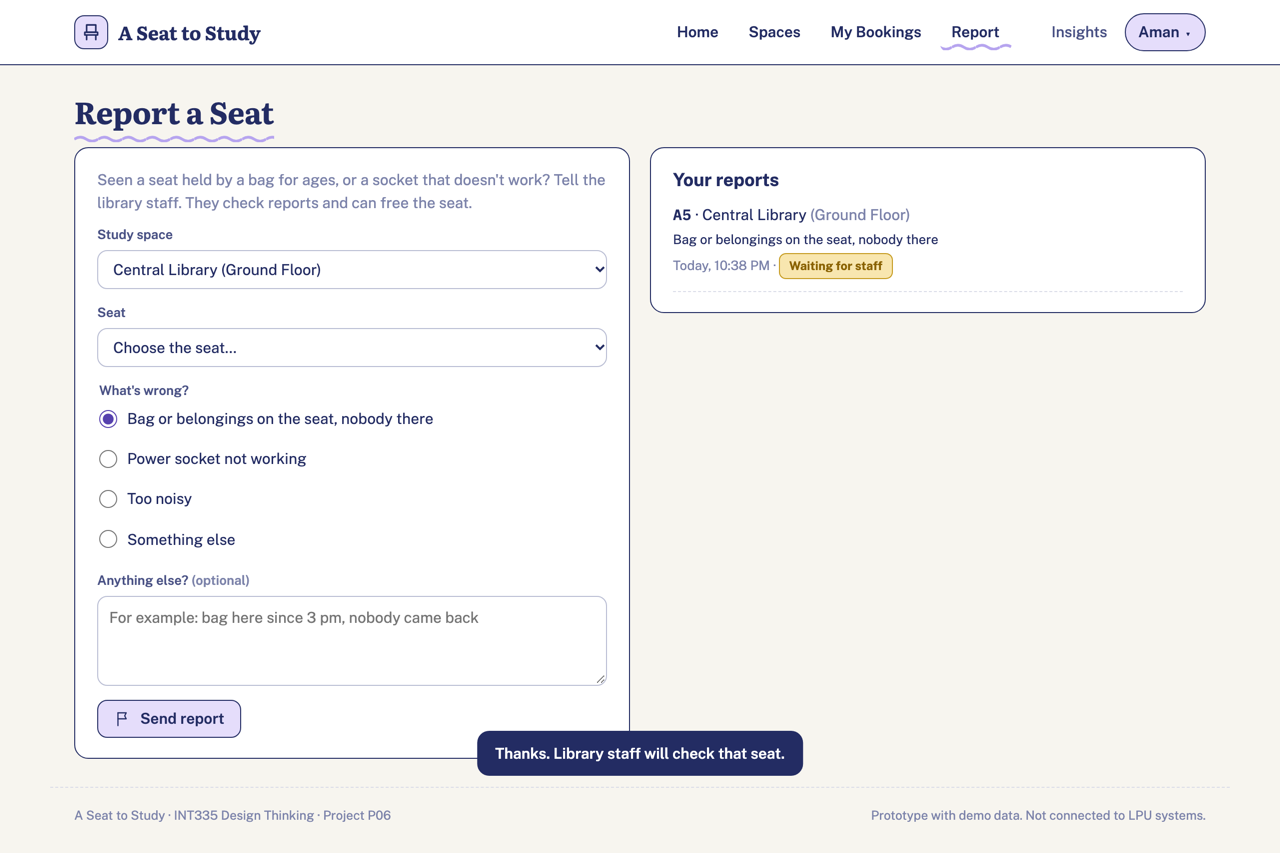 A Seat to Study
Home
Spaces
My Bookings
Report
Insights
Aman
Report a Seat
Seen a seat held by a bag for ages, or a socket that doesn't work? Tell the
library staff. They check reports and can free the seat.
Study space
Central Library (Ground Floor)
Seat
Choose the seat...
What's wrong?
Bag or belongings on the seat, nobody there
Power socket not working
Too noisy
Something else
Anything else? (optional)
For example: bag here since 3 pm, nobody came back
Send report
Your reports
A5 · Central Library (Ground Floor)
Bag or belongings on the seat, nobody there
Today, 10:38 PM · Waiting for staff
Thanks. Library staff will check that seat.
A Seat to Study · INT335 Design Thinking · Project P06
Prototype with demo data. Not connected to LPU systems.